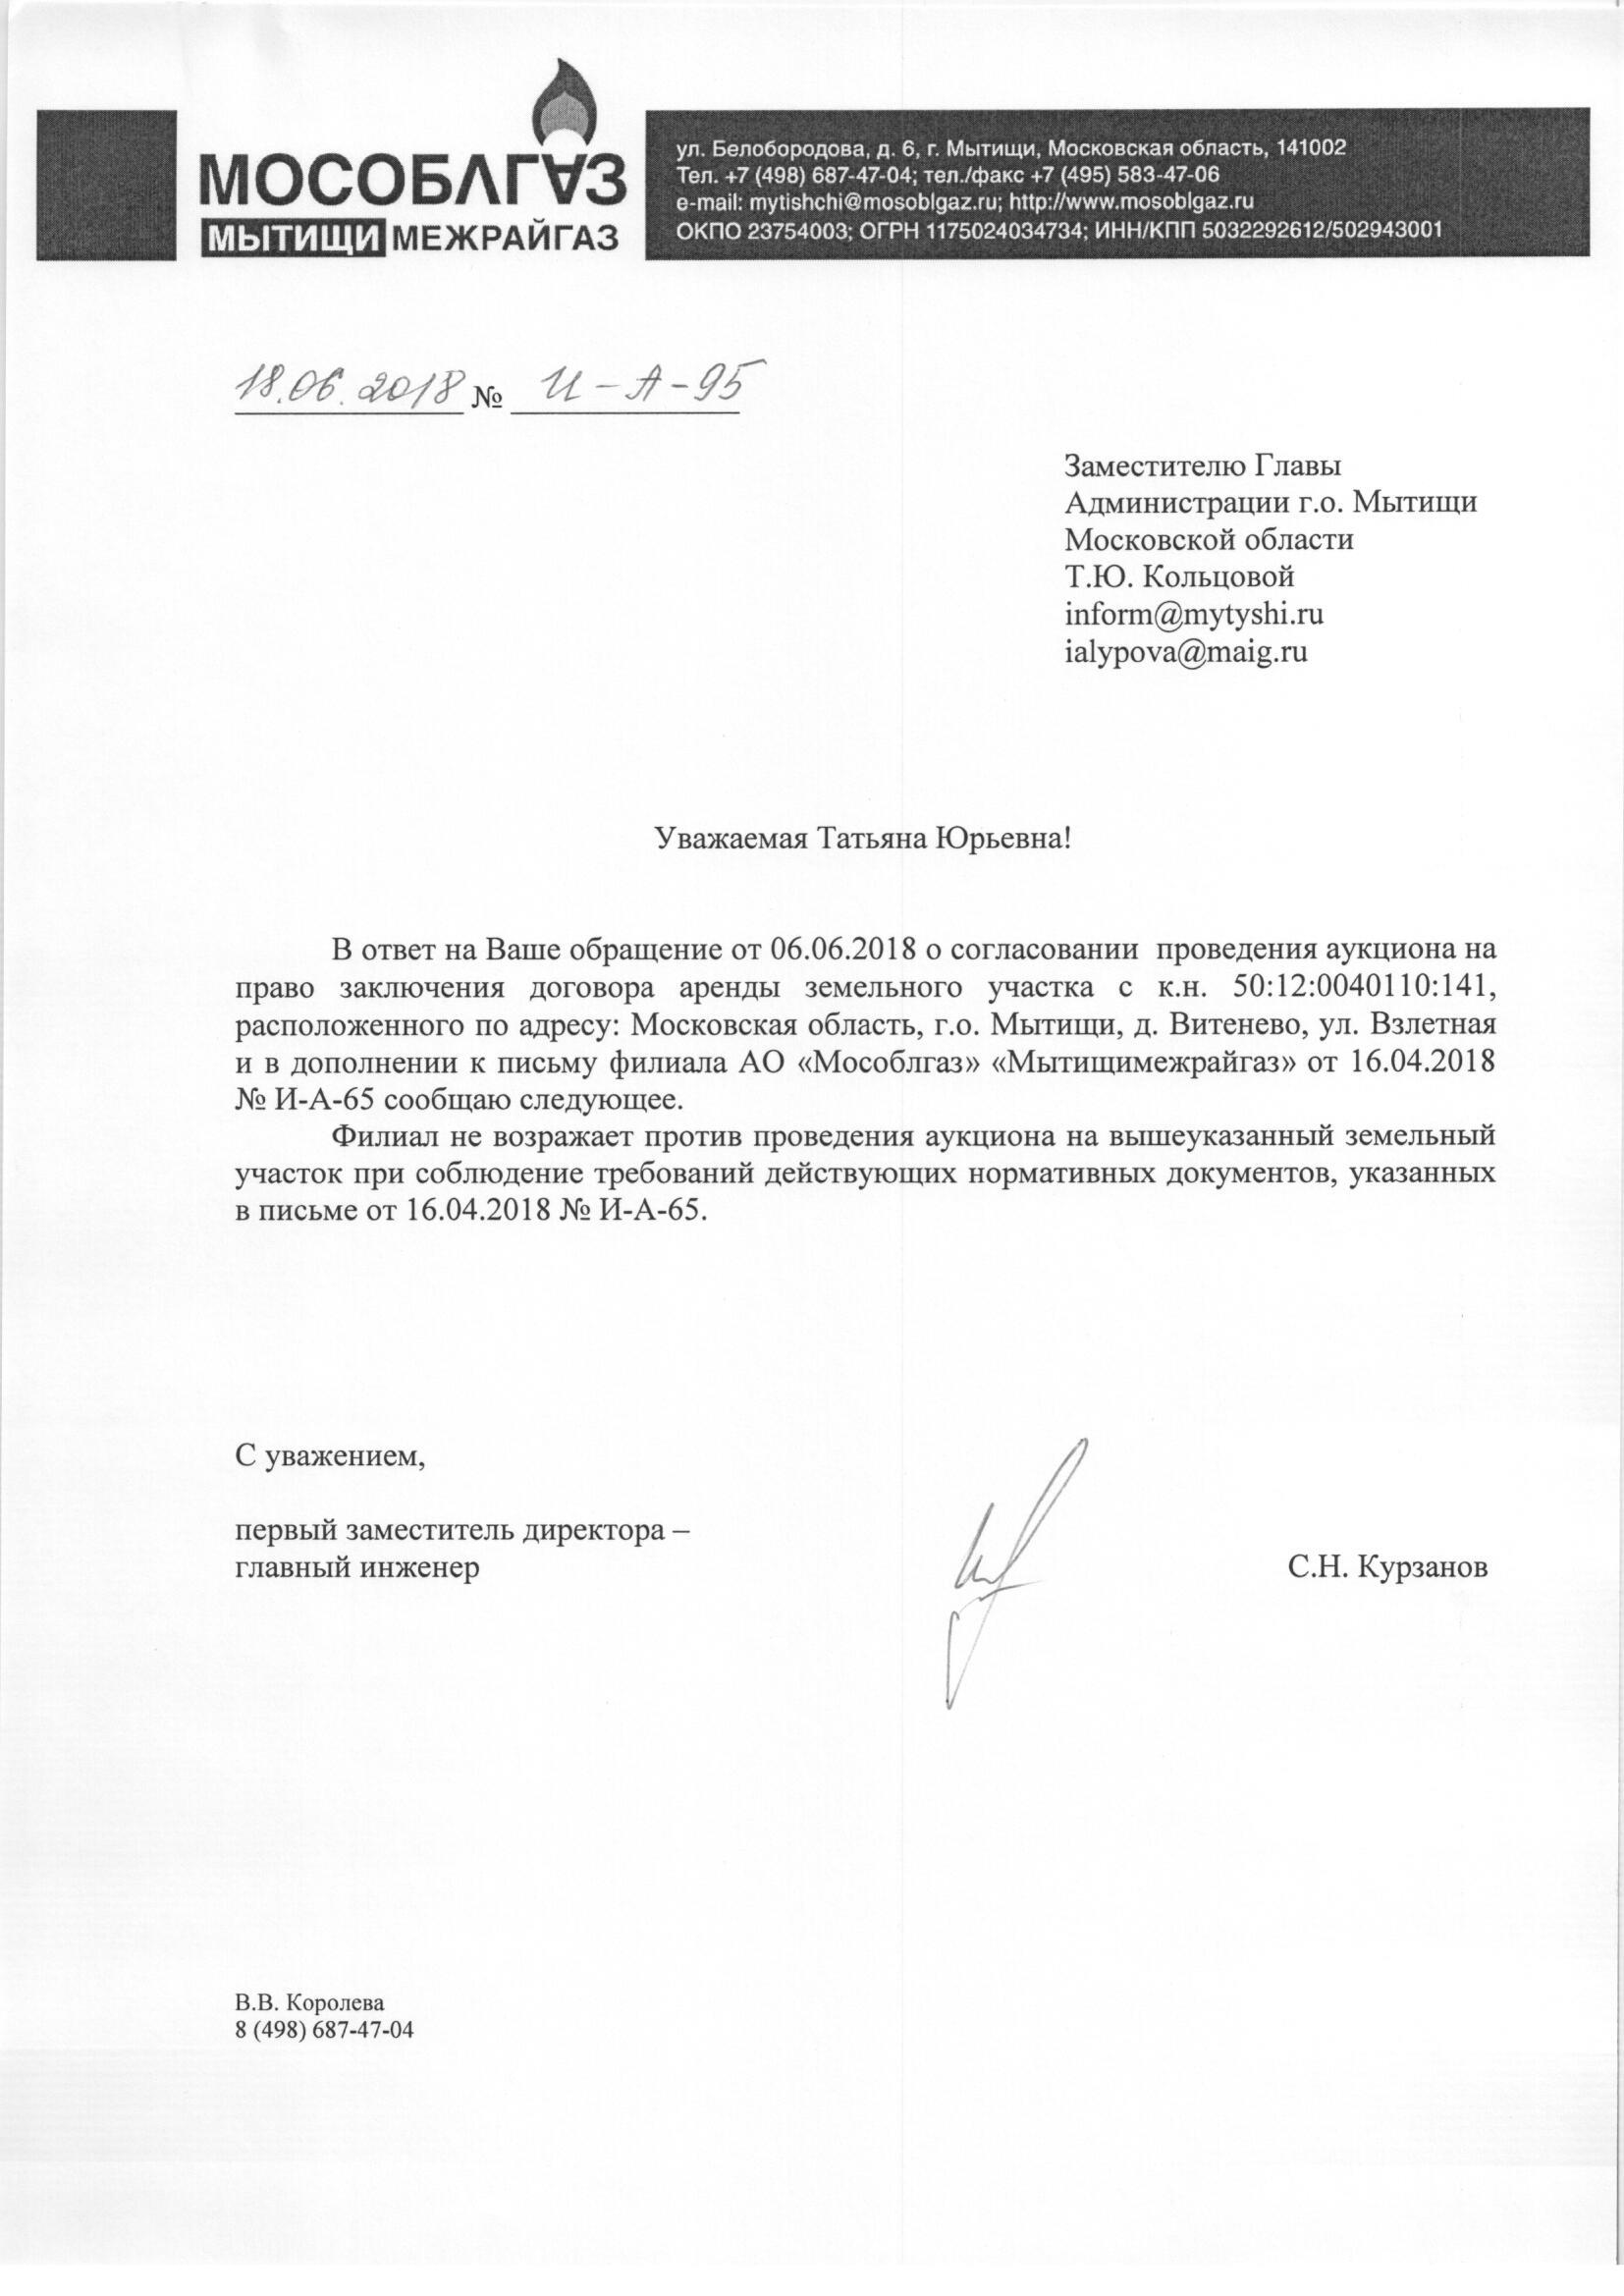 МОСОБЛГАЗ
МЫТИЩИ МЕЖРАЙГАЗ
ул. Белобородова, д. 6, г. Мытищи, Московская область, 141002
Тел. +7 (498) 687-47-04; тел./факс +7 (495) 583-47-06
e-mail: mytishchi@mosoblgaz.ru; http://www.mosoblgaz.ru
ОКПО 23754003; ОГРН 1175024034734; ИНН/КПП 5032292612/502943001
18.06.2018 № И-А-95
Заместителю Главы
Администрации г.о. Мытищи
Московской области
Т.Ю. Кольцовой
inform@mytyshi.ru
ialypova@maig.ru
Уважаемая Татьяна Юрьевна!
В ответ на Ваше обращение от 06.06.2018 о согласовании проведения аукциона на
право заключения договора аренды земельного участка с к.н. 50:12:0040110:141,
расположенного по адресу: Московская область, г.о. Мытищи, д. Витенево, ул. Взлетная
и в дополнении к письму филиала АО «Мособлгаз» «Мытищимежрайгаз» от 16.04.2018
№ И-А-65 сообщаю следующее.
Филиал не возражает против проведения аукциона на вышеуказанный земельный
участок при соблюдение требований действующих нормативных документов, указанных
в письме от 16.04.2018 № И-А-65.
С уважением,
первый заместитель директора –
главный инженер
С.Н. Курзанов
В.В. Королева
8 (498) 687-47-04